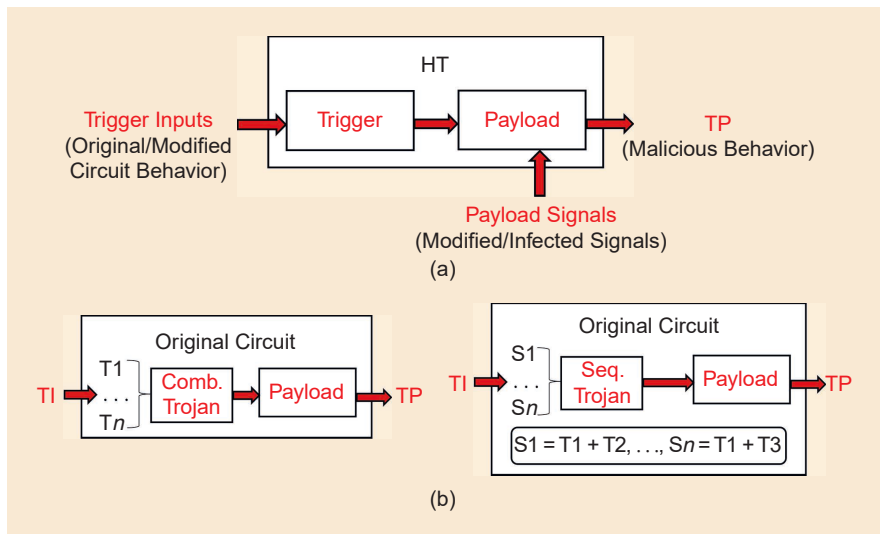 HT
Trigger Inputs
(Original/Modified
Circuit Behavior)
Trigger
Payload
TP
(Malicious Behavior)
Payload Signals
(Modified/Infected Signals)
(a)
Original Circuit
TI
T1
. . .
Tn
Comb.
Trojan
Payload
TP
Original Circuit
TI
S1
. . .
Sn
Seq.
Trojan
Payload
TP
S1 = T1 + T2, . . ., Sn = T1 + T3
(b)